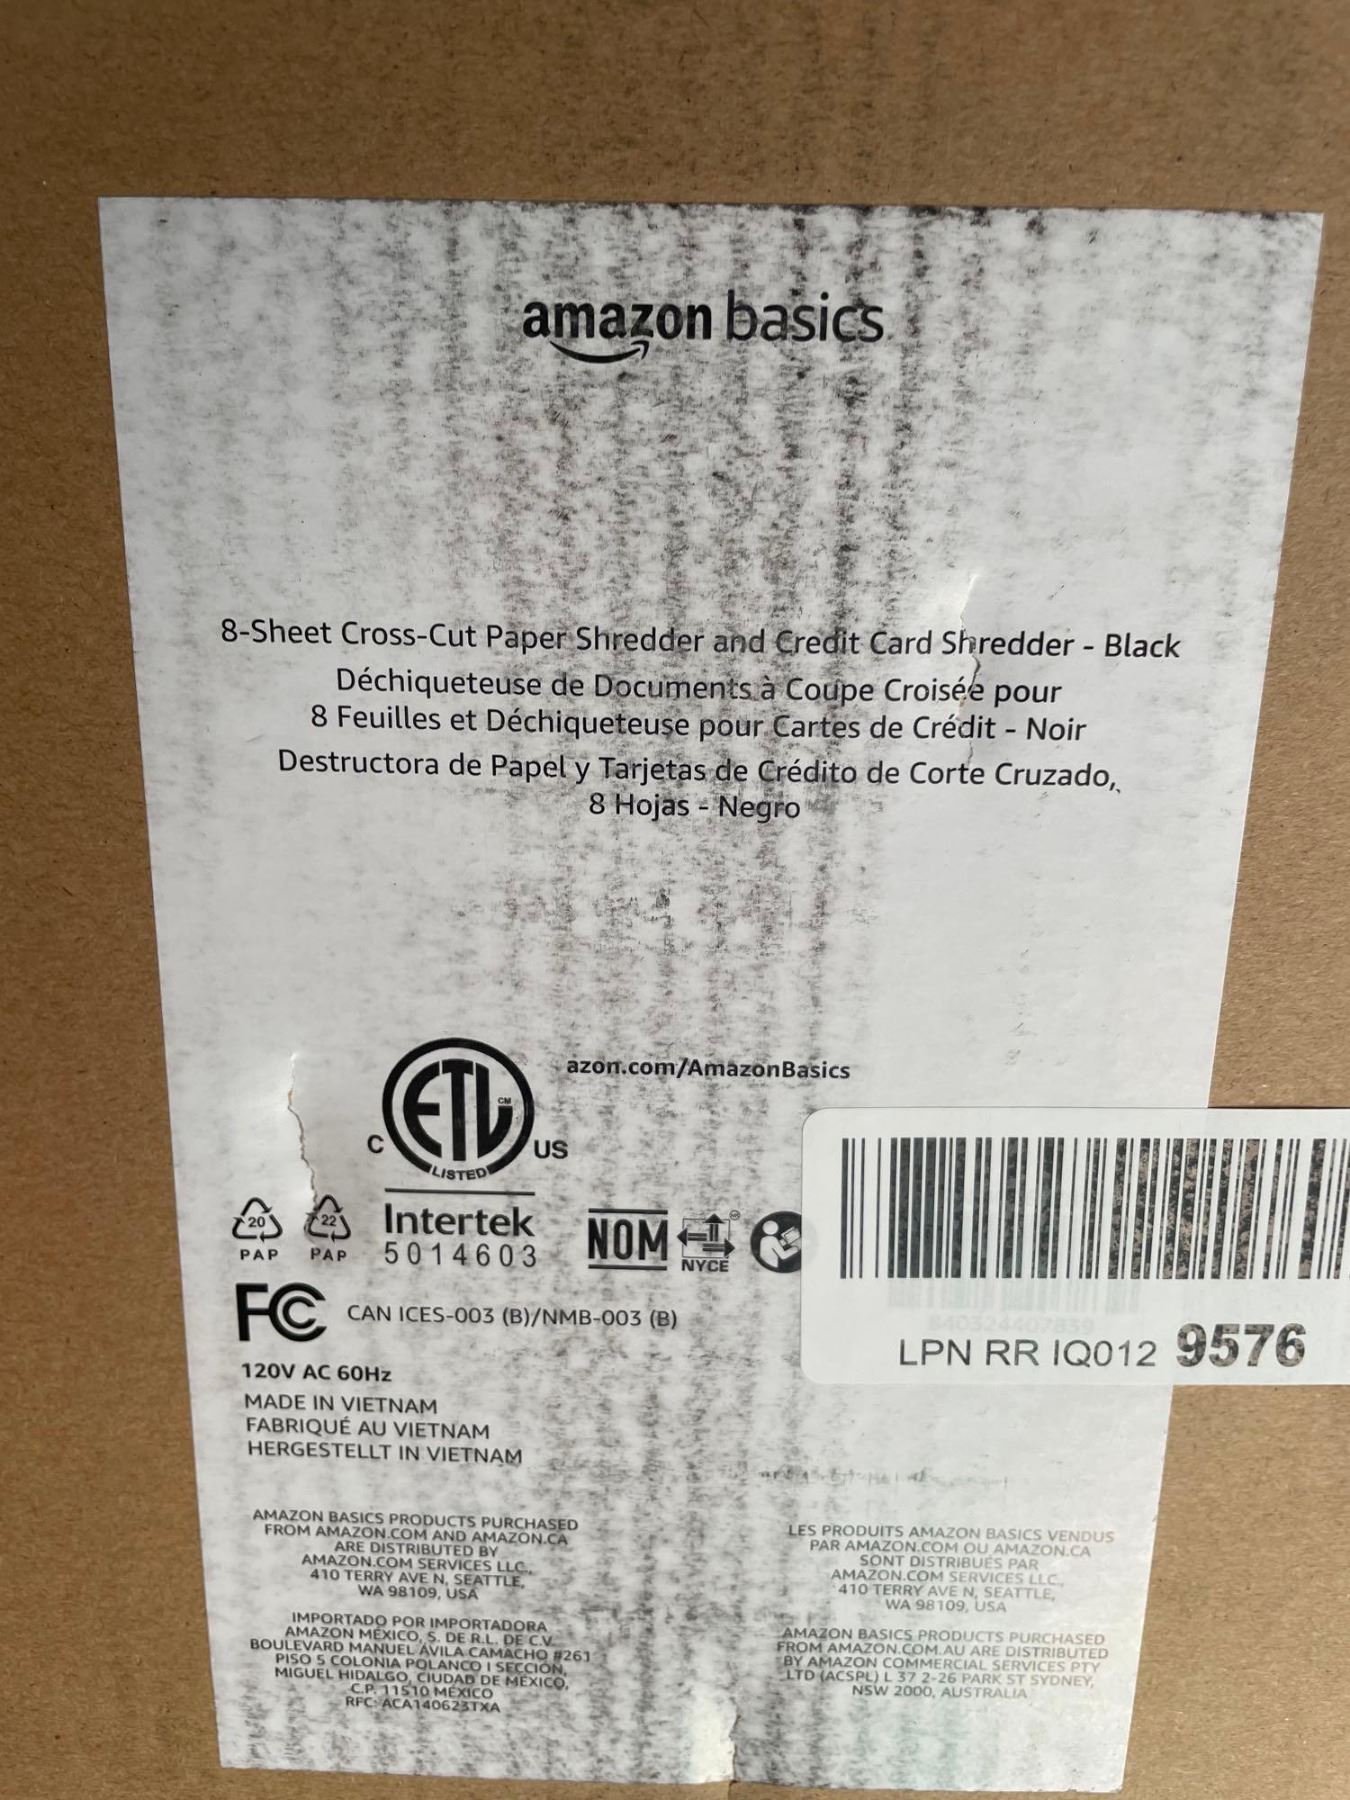 amazon basics
8-Sheet Cross-Cut Paper Shredder and Credit Card Shredder - Black
Déchiqueteuse de Documents à Coupe Croisée pour
8 Feuilles et Déchiqueteuse pour Cartes de Crédit - Noir
Destructora de Papel y Tarjetas de Crédito de Corte Cruzado,
8 Hojas - Negro
azon.com/AmazonBasics
ETL CM
C LISTED US
Intertek
5014603
20 PAP
22 PAP
NOM NYCE
FC CAN ICES-003 (B)/NMB-003 (B)
LPN RR IQ012 9576
120V AC 60Hz
MADE IN VIETNAM
FABRIQUÉ AU VIETNAM
HERGESTELLT IN VIETNAM
AMAZON BASICS PRODUCTS PURCHASED
FROM AMAZON.COM AND AMAZON.CA
ARE DISTRIBUTED BY
AMAZON.COM SERVICES LLC.,
410 TERRY AVE N, SEATTLE,
WA 98109, USA
IMPORTADO POR IMPORTADORA
AMAZON MÉXICO, S. DE R.L. DE C.V.
BOULEVARD MANUEL ÁVILA CAMACHO #261
PISO 5 COLONIA POLANCO I SECCIÓN,
MIGUEL HIDALGO, CIUDAD DE MÉXICO,
C.P. 11510 MÉXICO
RFC: ACA140623TXA
LES PRODUITS AMAZON BASICS VENDUS
PAR AMAZON.COM OU AMAZON.CA
SONT DISTRIBUÉS PAR
AMAZON.COM SERVICES LLC.,
410 TERRY AVE N, SEATTLE,
WA 98109, USA
AMAZON BASICS PRODUCTS PURCHASED
FROM AMAZON.COM.AU ARE DISTRIBUTED
BY AMAZON COMMERCIAL SERVICES PTY
LTD (ACSPL) L 37 2-26 PARK ST SYDNEY,
NSW 2000, AUSTRALIA